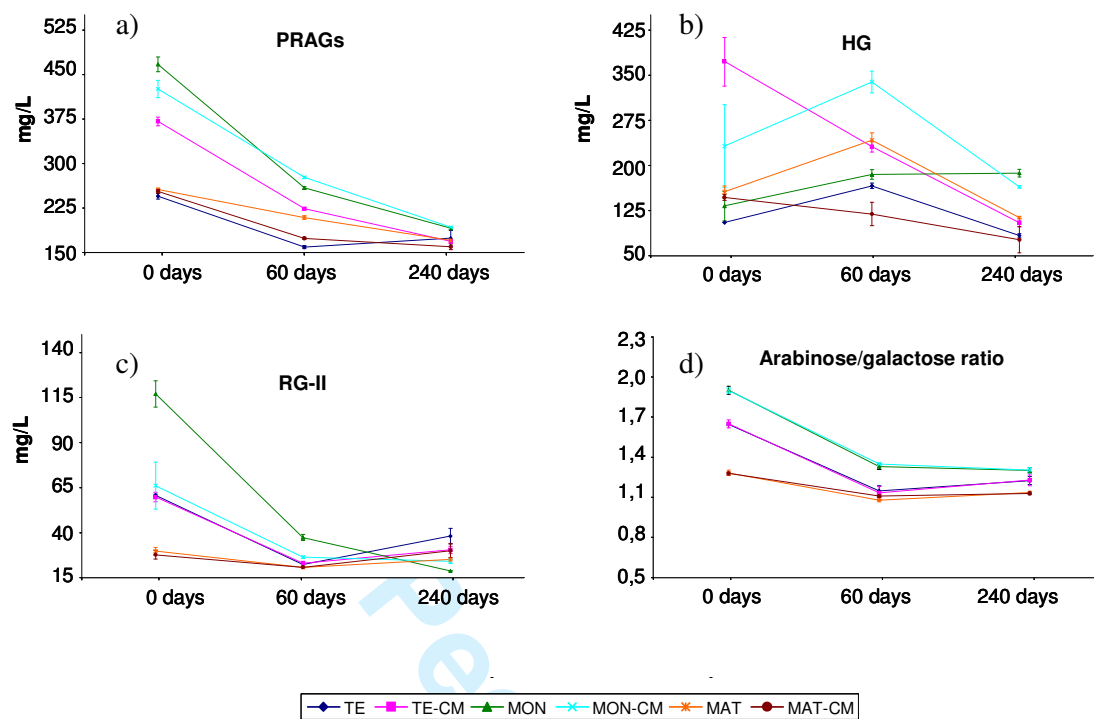 a)
PRAGs
mg/L
525
450
375
300
225
150
0 days 60 days 240 days
b)
HG
mg/L
425
350
275
200
125
50
0 days 60 days 240 days
c)
RG-II
mg/L
140
115
90
65
40
15
0 days 60 days 240 days
d)
Arabinose/galactose ratio
2,3
2,0
1,7
1,4
1,1
0,8
0,5
0 days 60 days 240 days
TE TE-CM MON MON-CM MAT MAT-CM